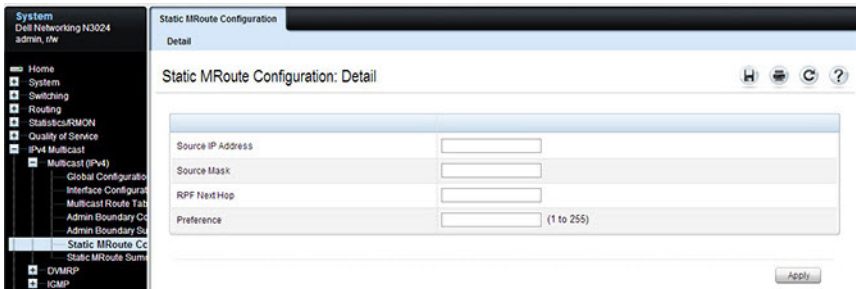 System
Dell Networking N3024
admin, r/w
Home
System
Switching
Routing
Statistics/RMON
Quality of Service
IPv4 Multicast
Multicast (IPv4)
Global Configuratio
Interface Configurat
Multicast Route Tab
Admin Boundary Co
Admin Boundary Su
Static MRoute Cc
Static MRoute Sum
DVMRP
IGMP
Static MRoute Configuration
Detail
Static MRoute Configuration: Detail
?
Source IP Address
Source Mask
RPF Next Hop
Preference (1 to 255)
Apply